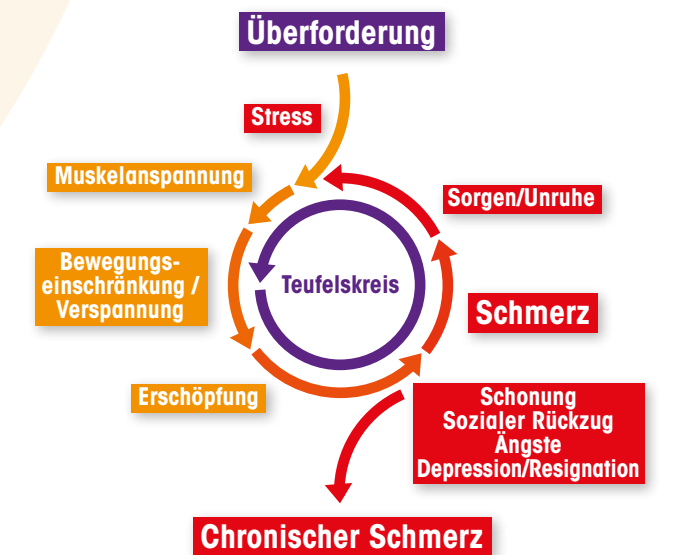 Überforderung
Stress
Muskelanspannung
Sorgen/Unruhe
Bewegungs-
einschränkung /
Verspannung
Teufelskreis
Schmerz
Erschöpfung
Schonung
Sozialer Rückzug
Ängste
Depression/Resignation
Chronischer Schmerz